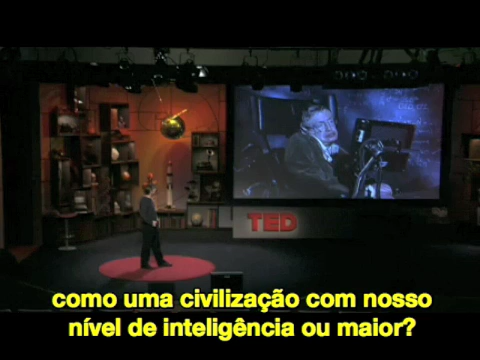 TED
como uma civilização com nosso
nível de inteligência ou maior?